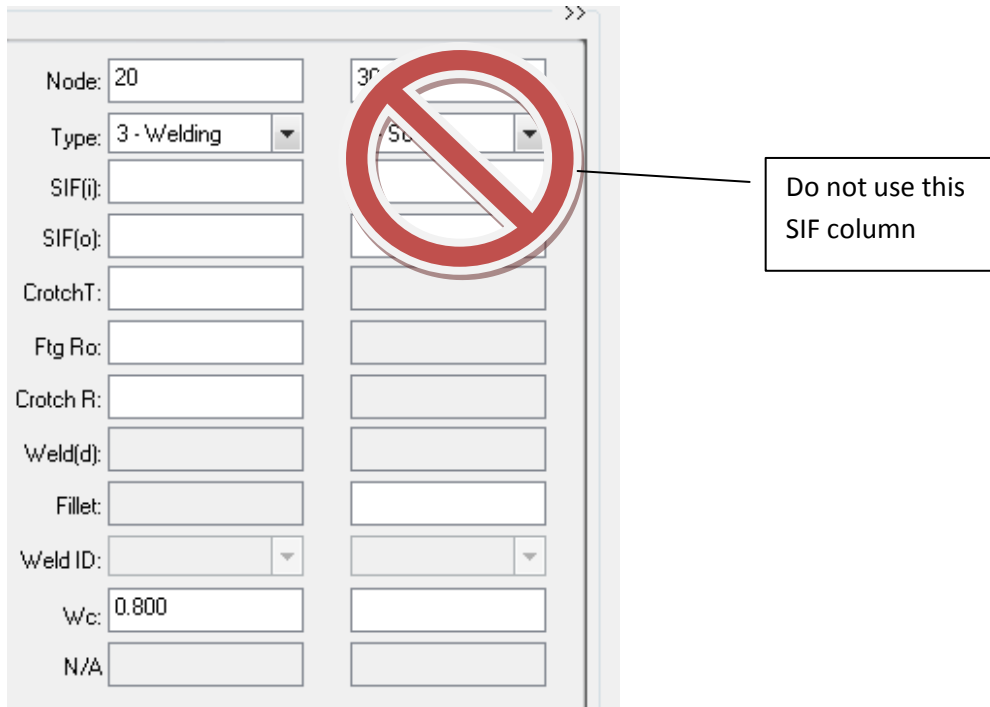 >>
Node: 20 30
Type: 3 - Welding
SIF(i):
SIF(o):
CrotchT:
Ftg Ro:
Crotch R:
Weld(d):
Fillet:
Weld ID:
Wc: 0.800
N/A
Do not use this
SIF column